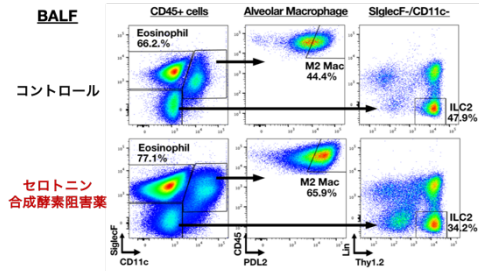 BALF
CD45+ cells
Alveolar Macrophage
SIglecF-/CD11c-
コントロール
Eosinophil
66.2%
M2 Mac
44.4%
ILC2
47.9%
セロトニン
合成酵素阻害薬
Eosinophil
77.1%
M2 Mac
65.9%
ILC2
34.2%
SiglecF
CD11c
CD45
PDL2
Lin
Thy1.2